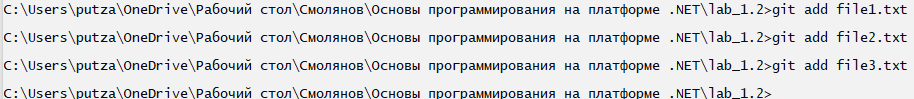 C:\Users\putza\OneDrive\Рабочий стол\Смолянов\Основы программирования на платформе .NET\lab_1.2>git add file1.txt
C:\Users\putza\OneDrive\Рабочий стол\Смолянов\Основы программирования на платформе .NET\lab_1.2>git add file2.txt
C:\Users\putza\OneDrive\Рабочий стол\Смолянов\Основы программирования на платформе .NET\lab_1.2>git add file3.txt
C:\Users\putza\OneDrive\Рабочий стол\Смолянов\Основы программирования на платформе .NET\lab_1.2>